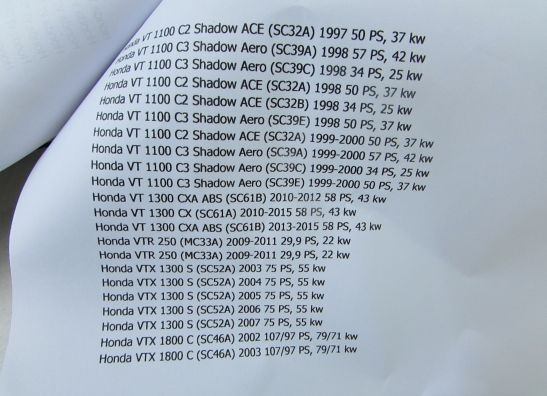 Honda VT 1100 C2 Shadow ACE (SC32A) 1997 50 PS, 37 kw
Honda VT 1100 C3 Shadow Aero (SC39A) 1998 57 PS, 42 kw
Honda VT 1100 C3 Shadow Aero (SC39C) 1998 34 PS, 25 kw
Honda VT 1100 C2 Shadow ACE (SC32A) 1998 50 PS, 37 kw
Honda VT 1100 C2 Shadow ACE (SC32B) 1998 34 PS, 25 kw
Honda VT 1100 C3 Shadow Aero (SC39E) 1998 50 PS, 37 kw
Honda VT 1100 C2 Shadow ACE (SC32A) 1999-2000 50 PS, 37 kw
Honda VT 1100 C3 Shadow Aero (SC39A) 1999-2000 57 PS, 42 kw
Honda VT 1100 C3 Shadow Aero (SC39C) 1999-2000 34 PS, 25 kw
Honda VT 1100 C3 Shadow Aero (SC39E) 1999-2000 50 PS, 37 kw
Honda VT 1300 CXA ABS (SC61B) 2010-2012 58 PS, 43 kw
Honda VT 1300 CX (SC61A) 2010-2015 58 PS, 43 kw
Honda VT 1300 CXA ABS (SC61B) 2013-2015 58 PS, 43 kw
Honda VTR 250 (MC33A) 2009-2011 29,9 PS, 22 kw
Honda VTR 250 (MC33A) 2009-2011 29,9 PS, 22 kw
Honda VTX 1300 S (SC52A) 2003 75 PS, 55 kw
Honda VTX 1300 S (SC52A) 2004 75 PS, 55 kw
Honda VTX 1300 S (SC52A) 2005 75 PS, 55 kw
Honda VTX 1300 S (SC52A) 2006 75 PS, 55 kw
Honda VTX 1300 S (SC52A) 2007 75 PS, 55 kw
Honda VTX 1800 C (SC46A) 2002 107/97 PS, 79/71 kw
Honda VTX 1800 C (SC46A) 2003 107/97 PS, 79/71 kw